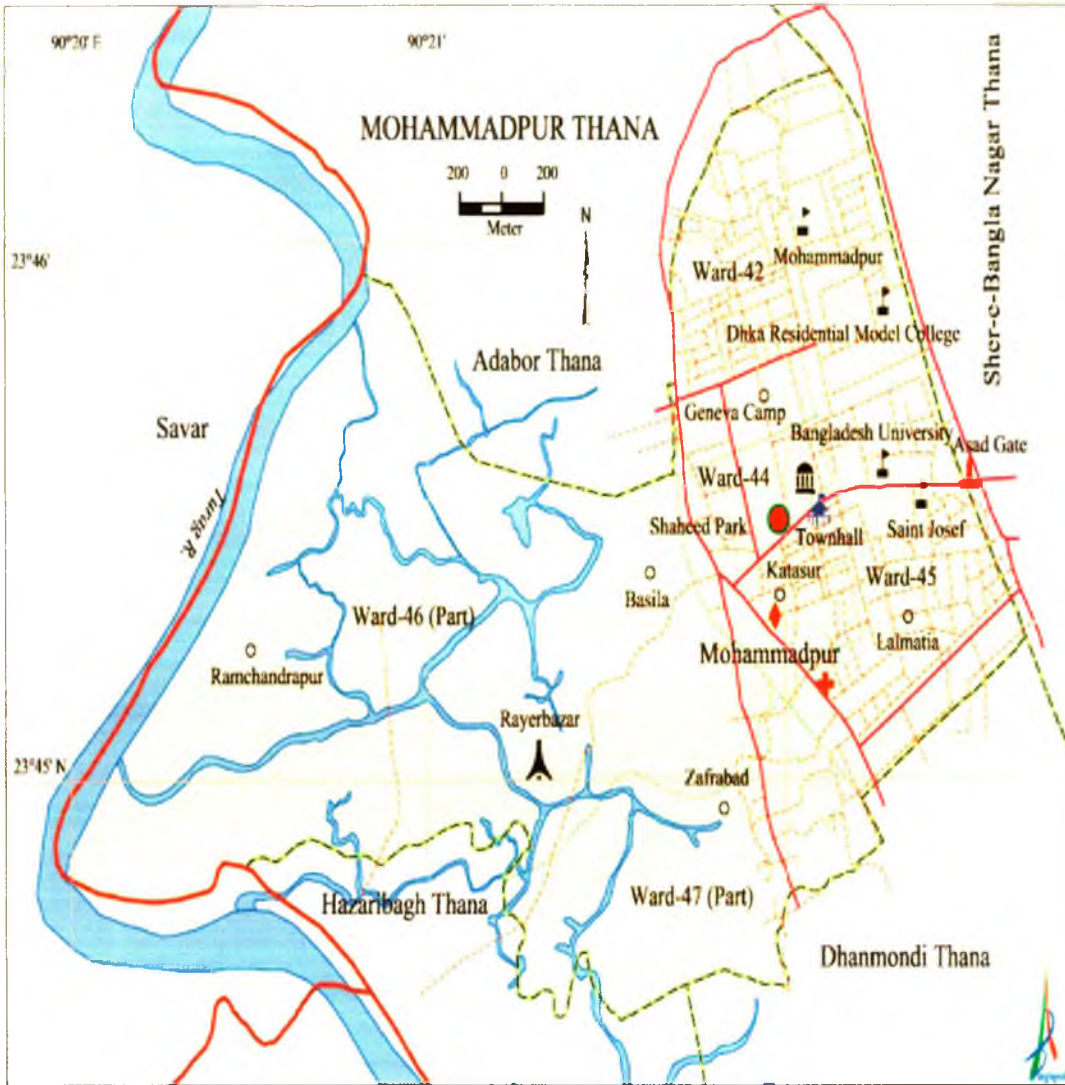 90°20' E
90°21'
MOHAMMADPUR THANA
200 0 200
Meter
N
Sher-e-Bangla Nagar Thana
23°46'
Mohammadpur
Ward-42
Dhka Residential Model College
Adabor Thana
Geneva Camp
Savar
Bangladesh University
Asad Gate
Ward-44
Turag R.
Shaheed Park
Townhall
Saint Josef
Katasur
Ward-45
Basila
Ward-46 (Part)
Lalmatia
Mohammadpur
Ramchandrapur
Rayerbazar
23°45' N
Zafrabad
Hazaribagh Thana
Ward-47 (Part)
Dhanmondi Thana